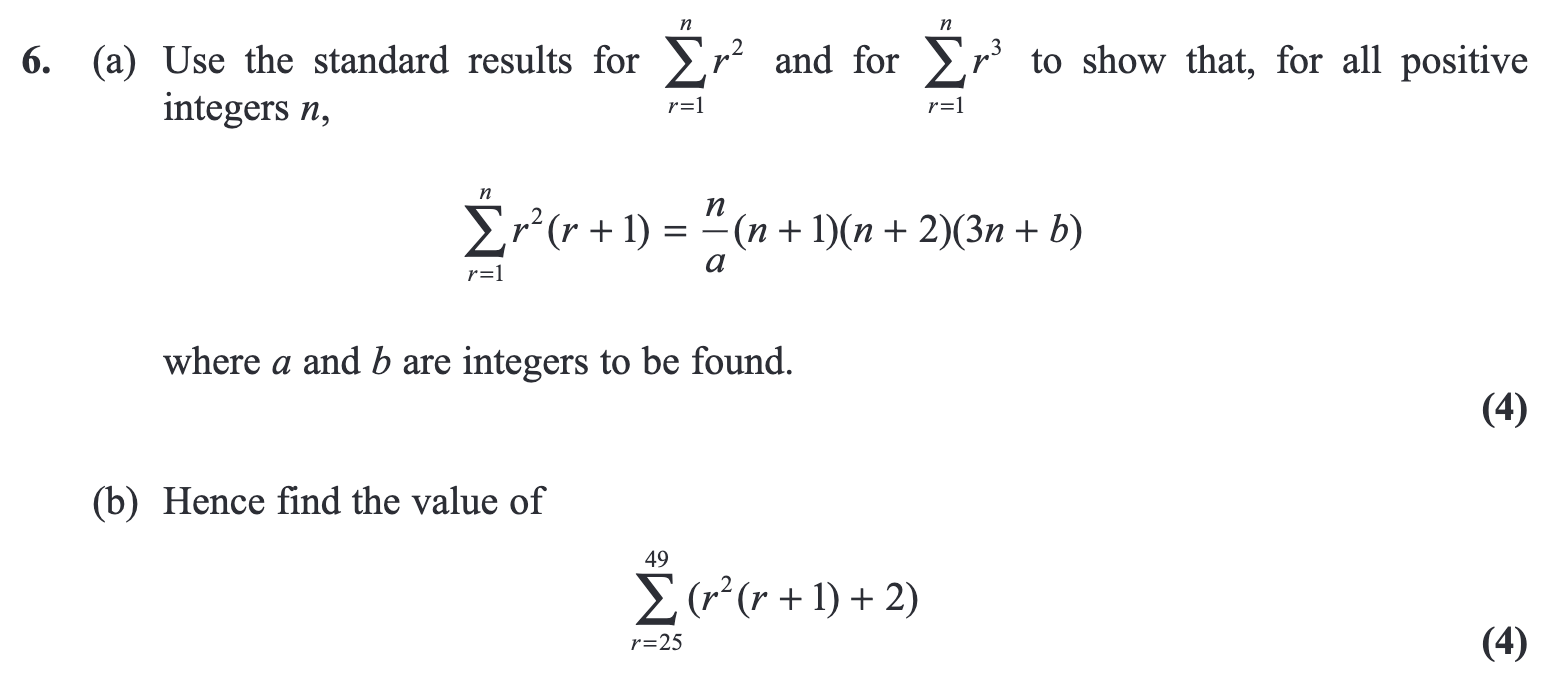 6. (a) Use the standard results for $\sum_{r=1}^{n} r^2$ and for $\sum_{r=1}^{n} r^3$ to show that, for all positive
integers n,
$\sum_{r=1}^{n} r^2(r + 1) = \frac{n}{a}(n + 1)(n + 2)(3n + b)$
where a and b are integers to be found.
(4)
(b) Hence find the value of
$\sum_{r=25}^{49} (r^2(r + 1) + 2)$
(4)